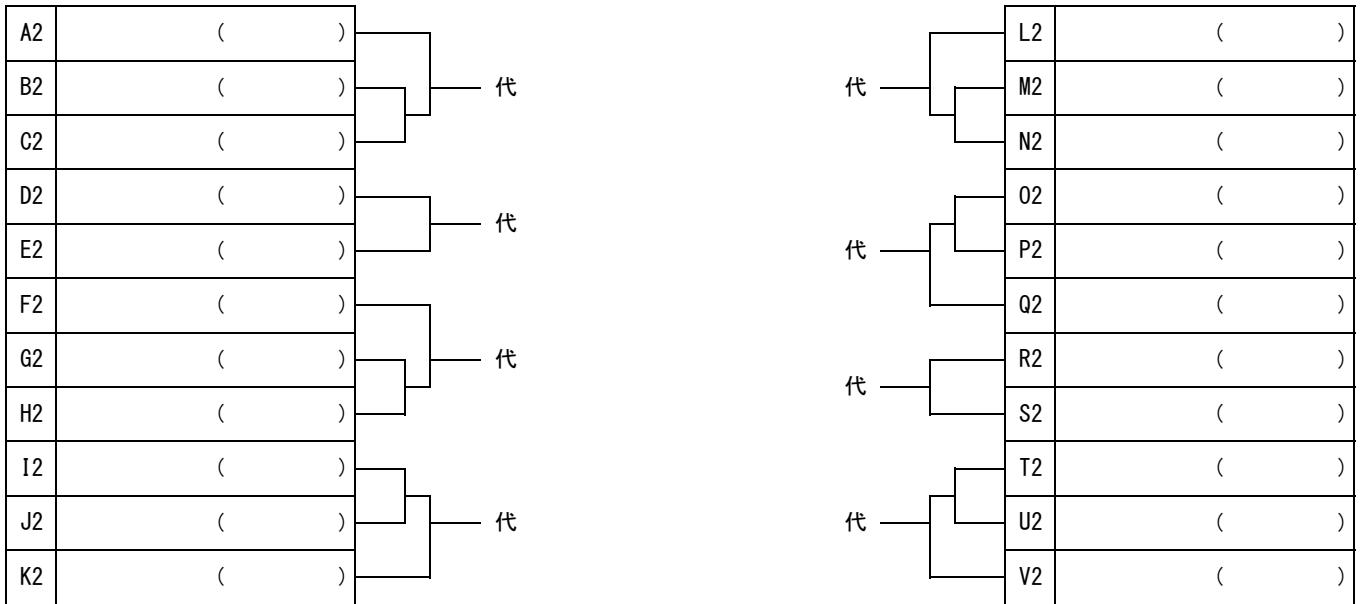 A2 ( )
B2 ( )
代
C2 ( )
D2 ( )
代
E2 ( )
F2 ( )
G2 ( )
代
H2 ( )
I2 ( )
J2 ( )
代
K2 ( )
L2 ( )
代
M2 ( )
N2 ( )
O2 ( )
代
P2 ( )
Q2 ( )
R2 ( )
代
S2 ( )
T2 ( )
代
U2 ( )
V2 ( )